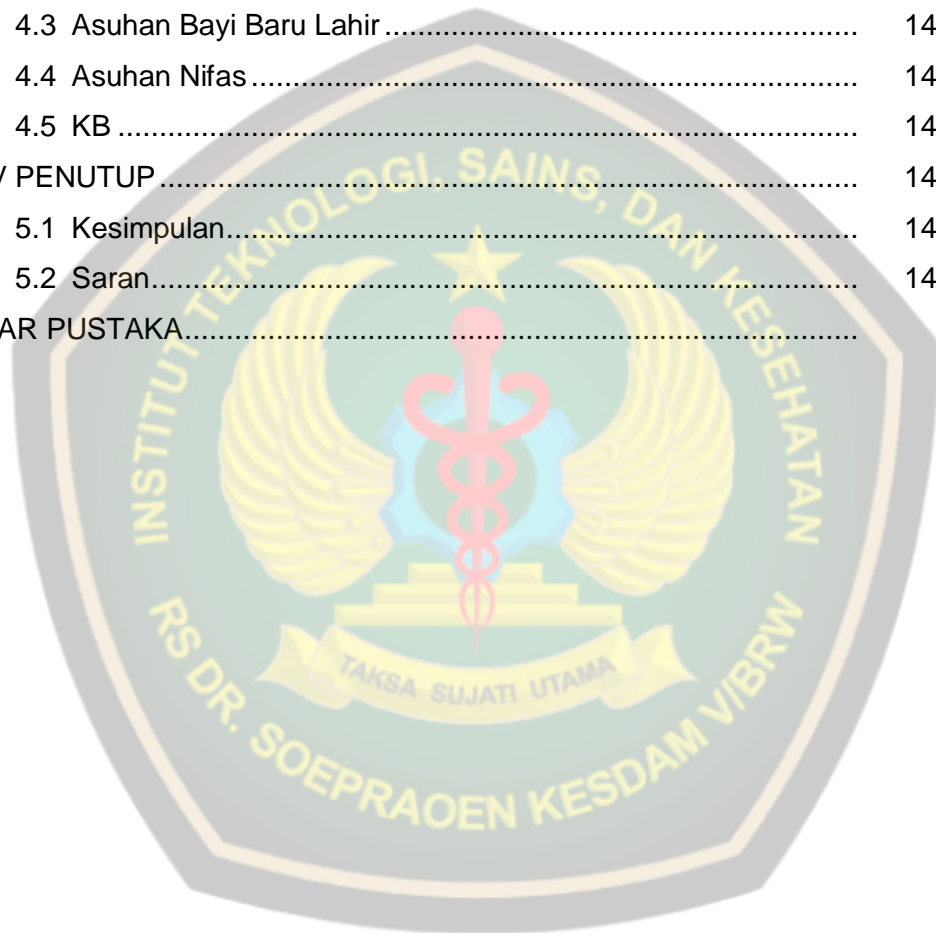 4.3 Asuhan Bayi Baru Lahir ........................................................ 14
4.4 Asuhan Nifas ........................................................................ 14
4.5 KB ........................................................................................ 14
PENUTUP ................................................................................... 14
5.1 Kesimpulan ........................................................................... 14
5.2 Saran .................................................................................... 14
AR PUSTAKA ................................................................................
INSTITUT TEKNOLOGI, SAINS, DAN KESEHATAN
TAKSA SUJATI UTAMA
RS DR. SOEPRAOEN KESDAM V/BRW